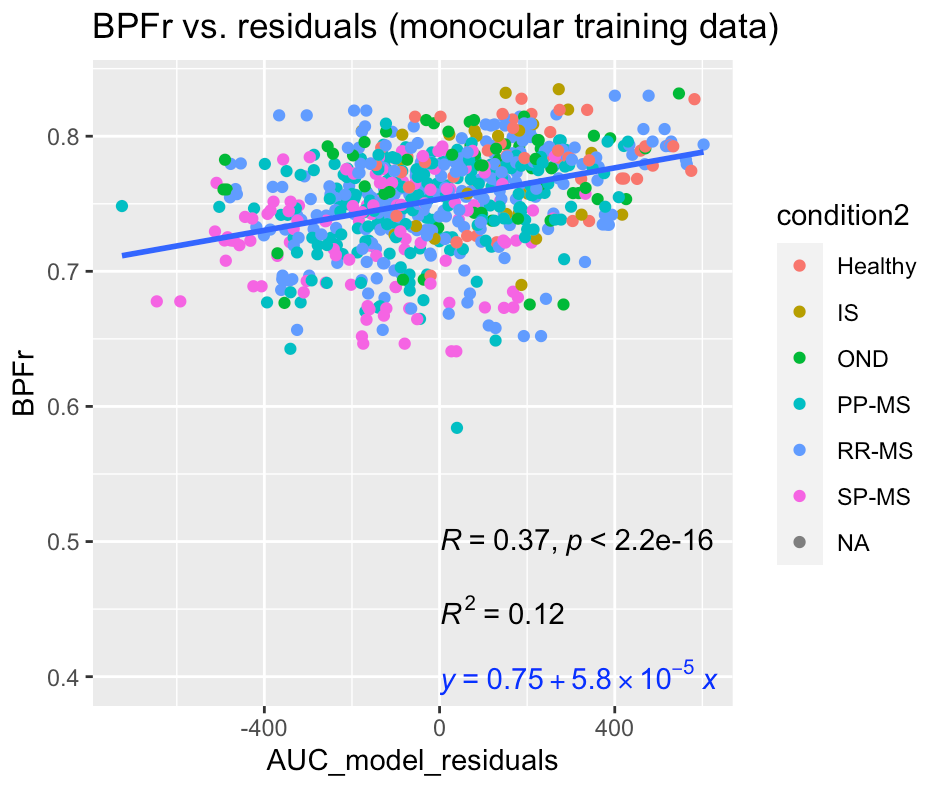 BPFr vs. residuals (monocular training data)
BPFr
0.8
0.7
0.6
0.5
0.4
R = 0.37, p < 2.2e-16
R² = 0.12
y = 0.75 + 5.8 × 10⁻⁵ x
-400 0 400
AUC_model_residuals
condition2
Healthy
IS
OND
PP-MS
RR-MS
SP-MS
NA